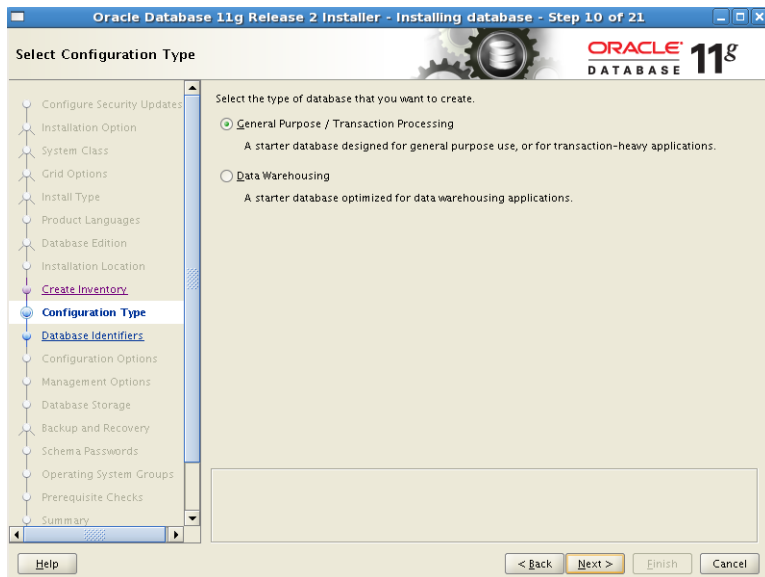 Oracle Database 11g Release 2 Installer - Installing database - Step 10 of 21
Select Configuration Type
ORACLE
DATABASE
11g
Configure Security Updates
Installation Option
System Class
Grid Options
Install Type
Product Languages
Database Edition
Installation Location
Create Inventory
Configuration Type
Database Identifiers
Configuration Options
Management Options
Database Storage
Backup and Recovery
Schema Passwords
Operating System Groups
Prerequisite Checks
Summary
Select the type of database that you want to create.
General Purpose / Transaction Processing
A starter database designed for general purpose use, or for transaction-heavy applications.
Data Warehousing
A starter database optimized for data warehousing applications.
Help
< Back
Next >
Finish
Cancel